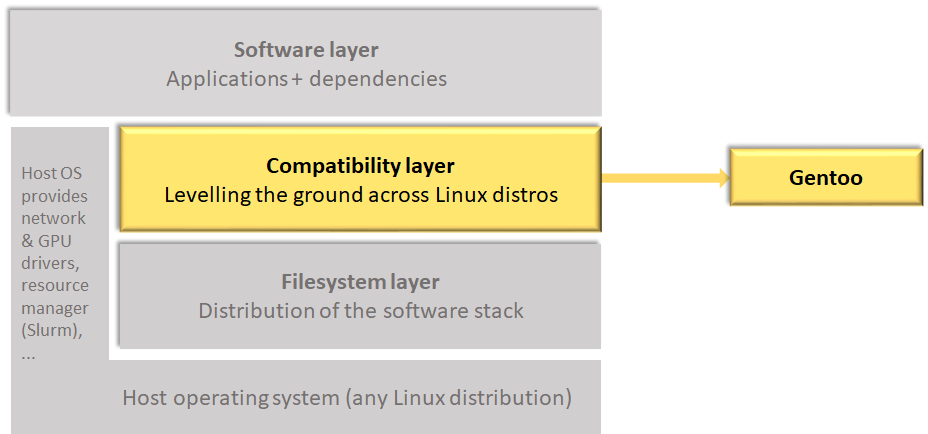 Software layer
Applications + dependencies
Host OS
provides
network
& GPU
drivers,
resource
manager
(Slurm),
...
Compatibility layer
Levelling the ground across Linux distros
Gentoo
Filesystem layer
Distribution of the software stack
Host operating system (any Linux distribution)